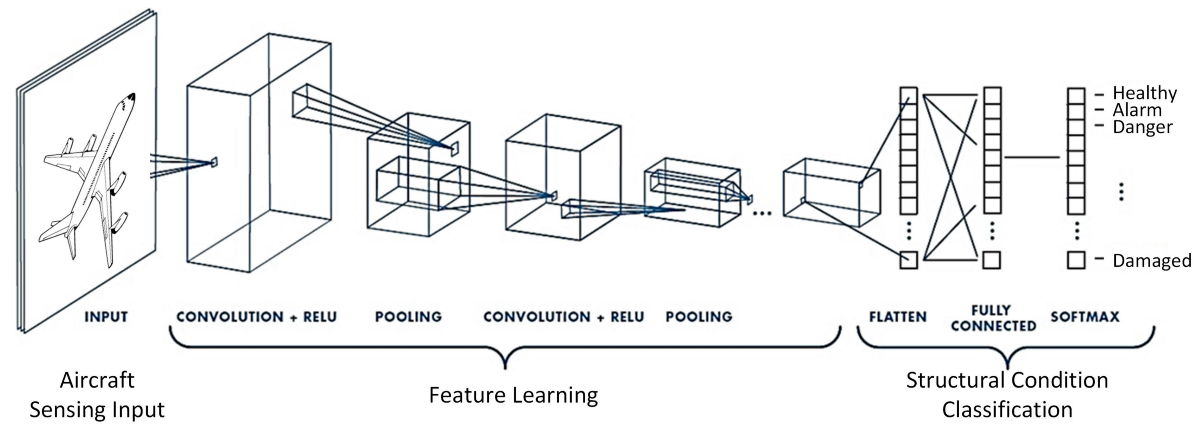 Healthy
Alarm
Danger
Damaged
INPUT
CONVOLUTION + RELU
POOLING
CONVOLUTION + RELU
POOLING
FLATTEN
FULLY
CONNECTED
SOFTMAX
Aircraft
Sensing Input
Feature Learning
Structural Condition
Classification